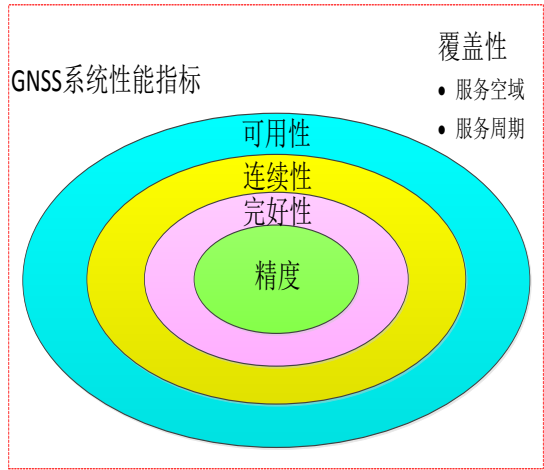 覆盖性
GNSS系统性能指标
• 服务空域
• 服务周期
可用性
连续性
完好性
精度